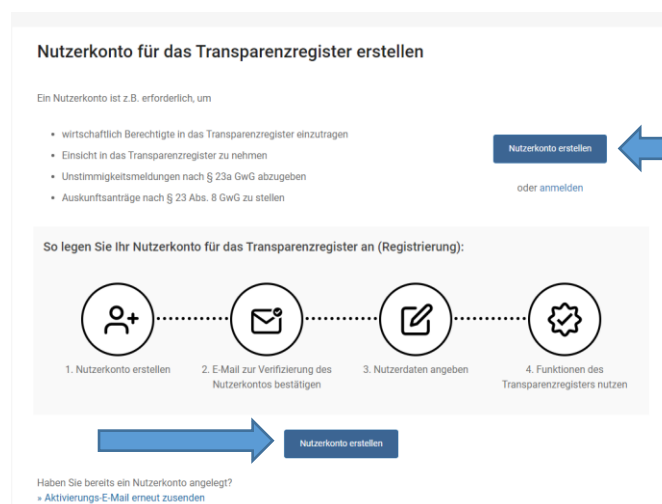 Nutzerkonto für das Transparenzregister erstellen
Ein Nutzerkonto ist z.B. erforderlich, um
• wirtschaftlich Berechtigte in das Transparenzregister einzutragen
• Einsicht in das Transparenzregister zu nehmen
• Unstimmigkeitsmeldungen nach § 23a GwG abzugeben
• Auskunftsanträge nach § 23 Abs. 8 GwG zu stellen
Nutzerkonto erstellen
oder anmelden
So legen Sie Ihr Nutzerkonto für das Transparenzregister an (Registrierung):
1. Nutzerkonto erstellen
2. E-Mail zur Verifizierung des
Nutzerkontos bestätigen
3. Nutzerdaten angeben
4. Funktionen des
Transparenzregisters nutzen
Nutzerkonto erstellen
Haben Sie bereits ein Nutzerkonto angelegt?
» Aktivierungs-E-Mail erneut zusenden